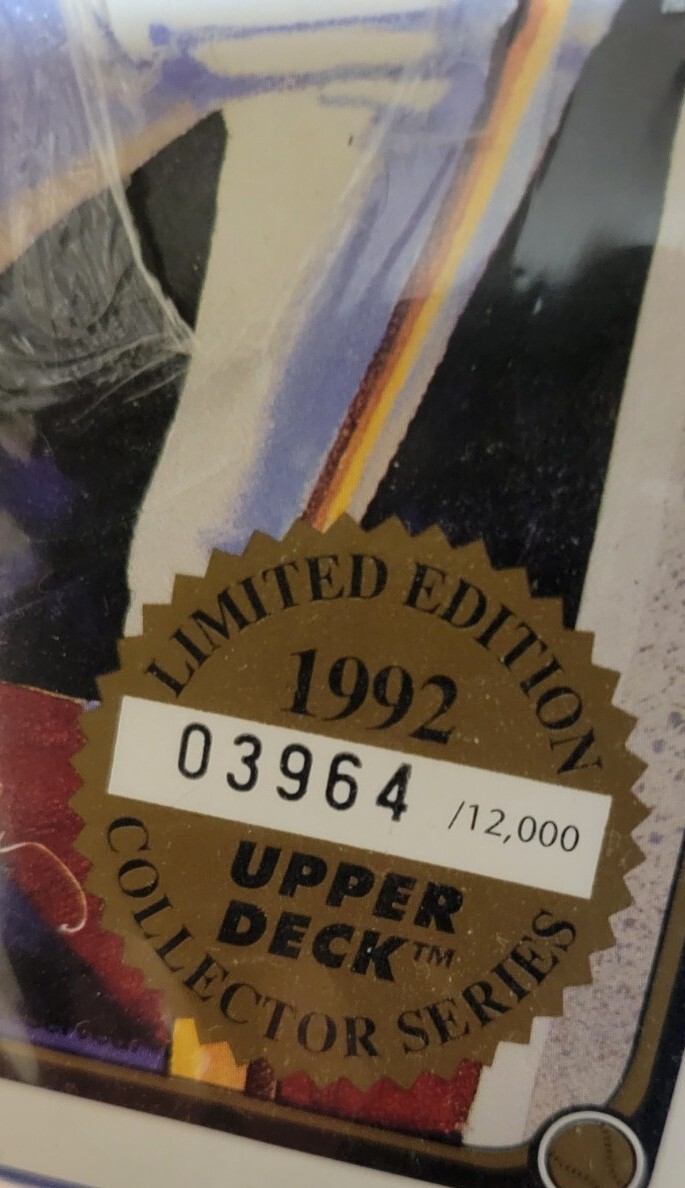 LIMITED EDITION
1992
03964 /12,000
UPPER
DECK™
COLLECTOR SERIES